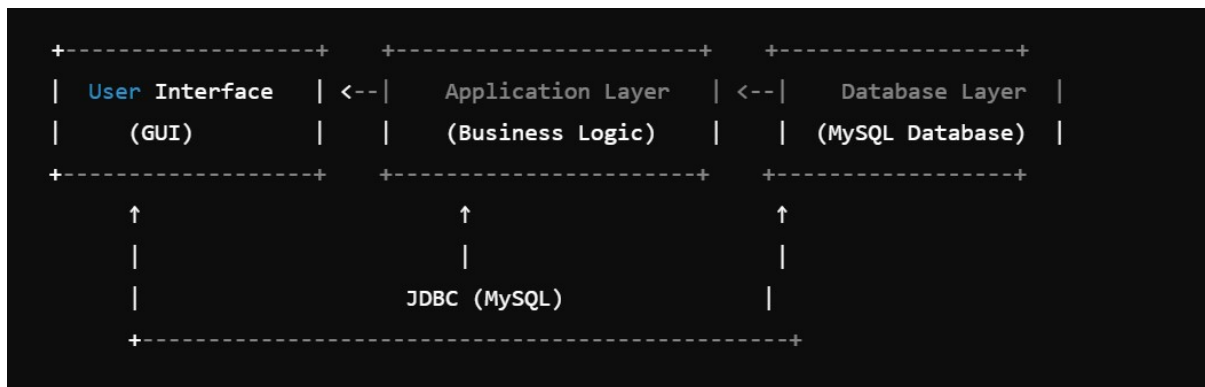 +-------------------+    +------------------------+    +------------------+
|  User Interface   | <--|    Application Layer   | <--|    Database Layer  |
|     (GUI)         |    |    (Business Logic)    |    |  (MySQL Database)  |
+-------------------+    +------------------------+    +------------------+
      ↑                         ↑                        ↑
      |                         |                        |
      |                    JDBC (MySQL)                |
      +--------------------------------------------------+